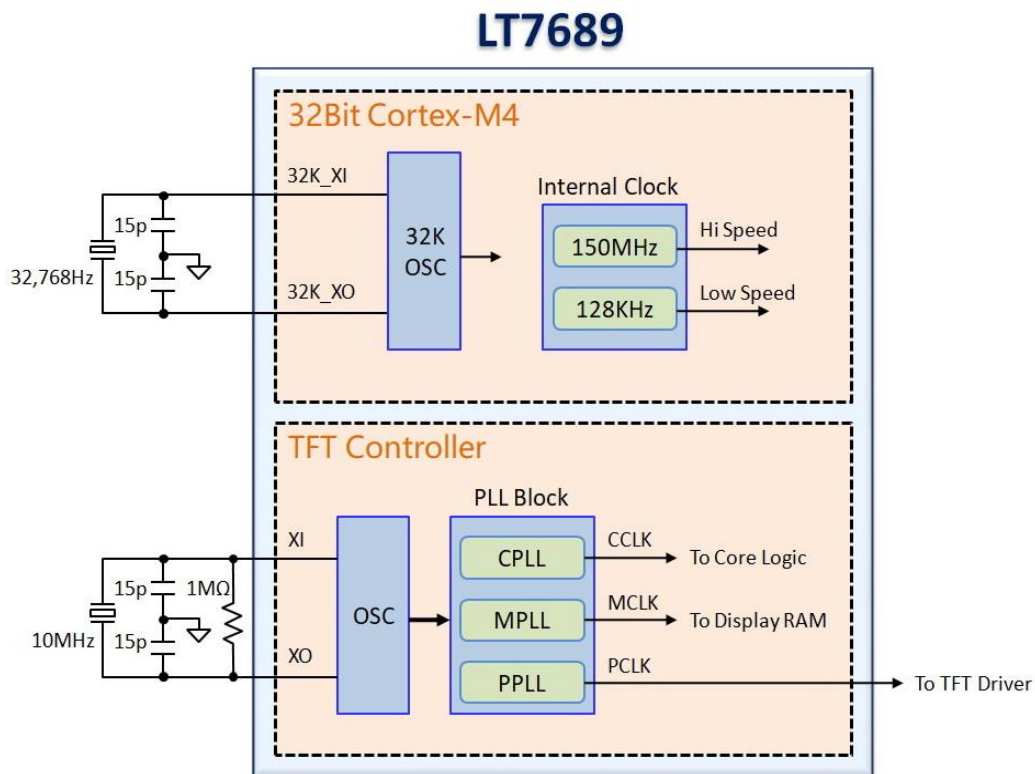 LT7689
32Bit Cortex-M4
32K_XI
15p
32,768Hz
15p
32K_XO
32K
OSC
Internal Clock
150MHz
Hi Speed
128KHz
Low Speed
TFT Controller
PLL Block
XI
15p
1MΩ
10MHz
15p
XO
OSC
CPLL
CCLK
To Core Logic
MPLL
MCLK
To Display RAM
PPLL
PCLK
To TFT Driver